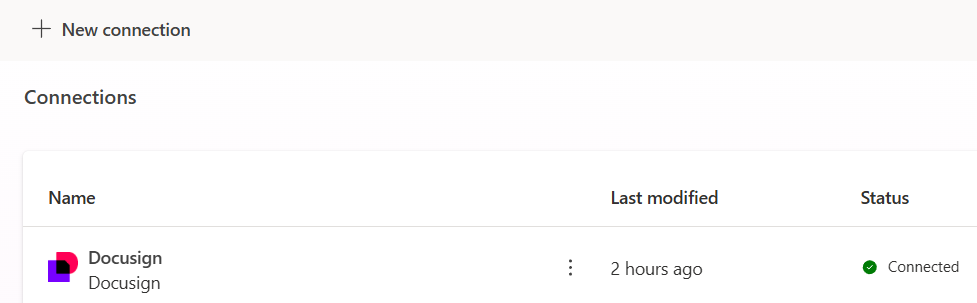 New connection
Connections
Name Last modified Status
Docusign
Docusign
2 hours ago
Connected